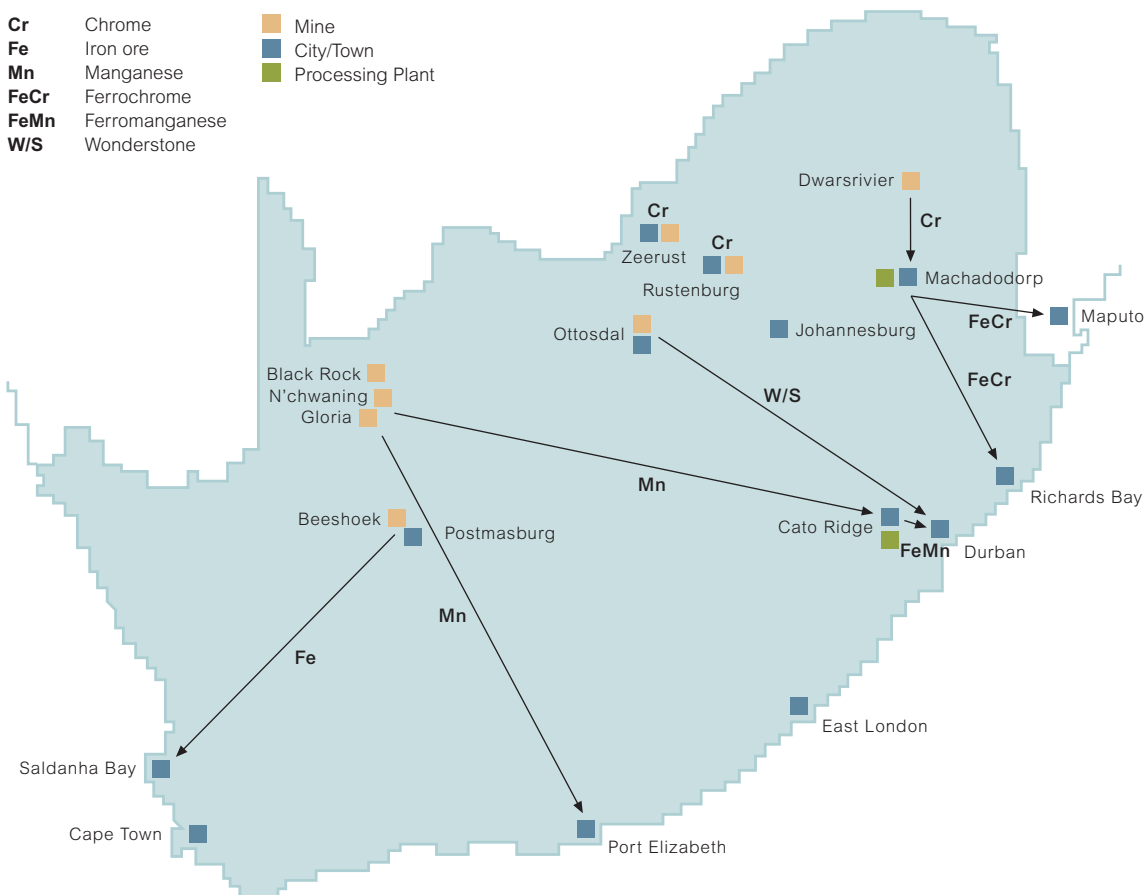 Cr Chrome
Fe Iron ore
Mn Manganese
FeCr Ferrochrome
FeMn Ferromanganese
W/S Wonderstone
Mine
City/Town
Processing Plant
Dwarsrivier
Cr
Cr
Zeerust
Cr
Rustenburg
Machadodorp
FeCr
Maputo
Ottosdal
Johannesburg
Black Rock
N'chwaning
Gloria
FeCr
W/S
Mn
Richards Bay
Beeshoek
Postmasburg
Cato Ridge
FeMn
Durban
Mn
Fe
East London
Saldanha Bay
Cape Town
Port Elizabeth